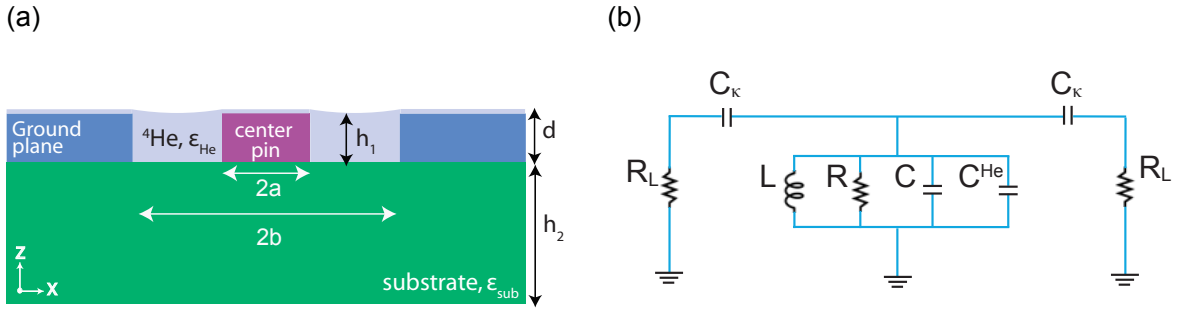 (a)
(b)
Ground
plane
⁴He, ε_He
center
pin
h₁
d
2a
2b
h₂
z
x
substrate, ε_sub
C_κ
C_κ
R_L
L
R
C
C^He
R_L